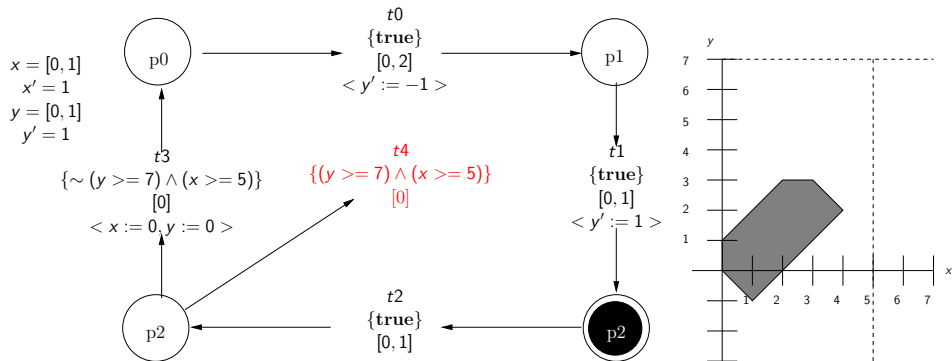 t0
{true}
[0, 2]
< y′ := −1 >
p0
p1
x = [0, 1]
x′ = 1
y = [0, 1]
y′ = 1
t3
{∼ (y >= 7) ∧ (x >= 5)}
[0]
< x := 0, y := 0 >
t4
{(y >= 7) ∧ (x >= 5)}
[0]
t1
{true}
[0, 1]
< y′ := 1 >
p2
t2
{true}
[0, 1]
p2
y
7
6
5
4
3
2
1
x
1 2 3 4 5 6 7